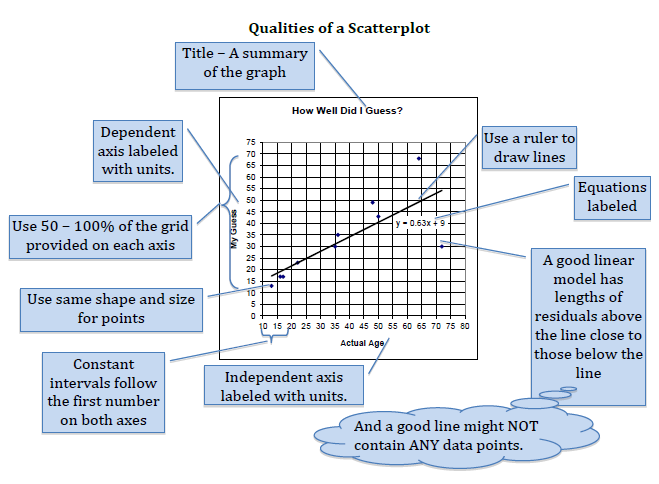 Qualities of a Scatterplot
Title – A summary
of the graph
How Well Did I Guess?
Dependent
axis labeled
with units.
Use a ruler to
draw lines
Equations
labeled
Use 50 – 100% of the grid
provided on each axis
My Guess
75
70
65
60
55
50
45
40
35
30
25
20
15
10
5
0
y = 0.63x + 9
10 15 20 25 30 35 40 45 50 55 60 65 70 75 80
Actual Age
Use same shape and size
for points
A good linear
model has
lengths of
residuals above
the line close to
those below the
line
Constant
intervals follow
the first number
on both axes
Independent axis
labeled with units.
And a good line might NOT
contain ANY data points.